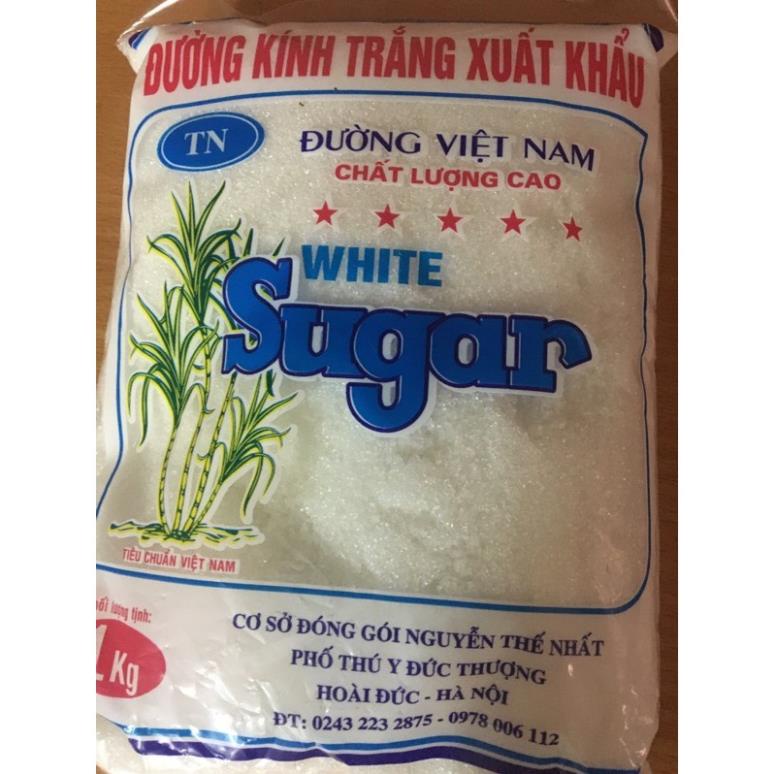 ĐƯỜNG KÍNH TRẮNG XUẤT KHẨU
TN
ĐƯỜNG VIỆT NAM
CHẤT LƯỢNG CAO
WHITE
Sugar
TIÊU CHUẨN VIỆT NAM
lượng tịnh:
1 Kg
CƠ SỞ ĐÓNG GÓI NGUYỄN THẾ NHẤT
PHỐ THÚ Y ĐỨC THƯỢNG
HOÀI ĐỨC - HÀ NỘI
ĐT: 0243 223 2875 - 0978 006 112